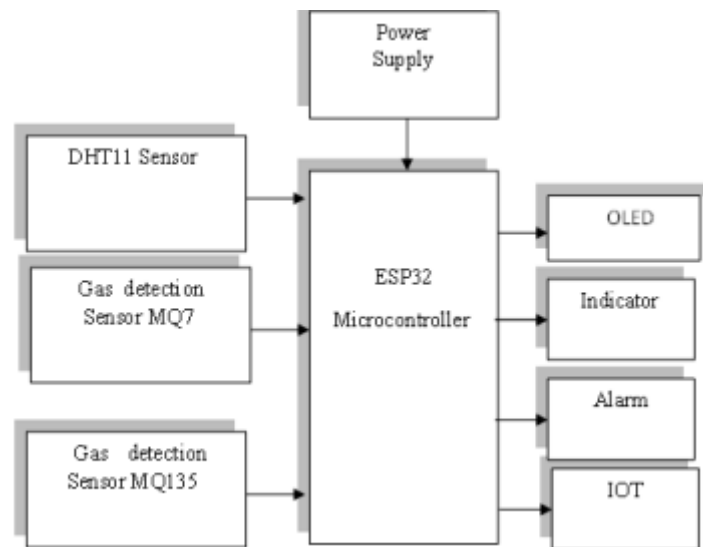 Power
Supply
DHT11 Sensor
OLED
Gas detection
Sensor MQ7
ESP32
Microcontroller
Indicator
Alarm
Gas detection
Sensor MQ135
IOT